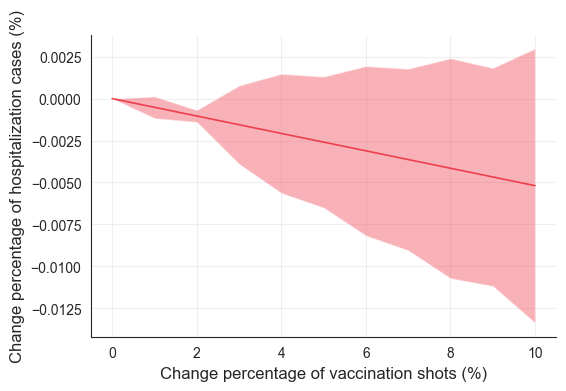 Change percentage of hospitalization cases (%)
0.0025
0.0000
−0.0025
−0.0050
−0.0075
−0.0100
−0.0125
0 2 4 6 8 10
Change percentage of vaccination shots (%)